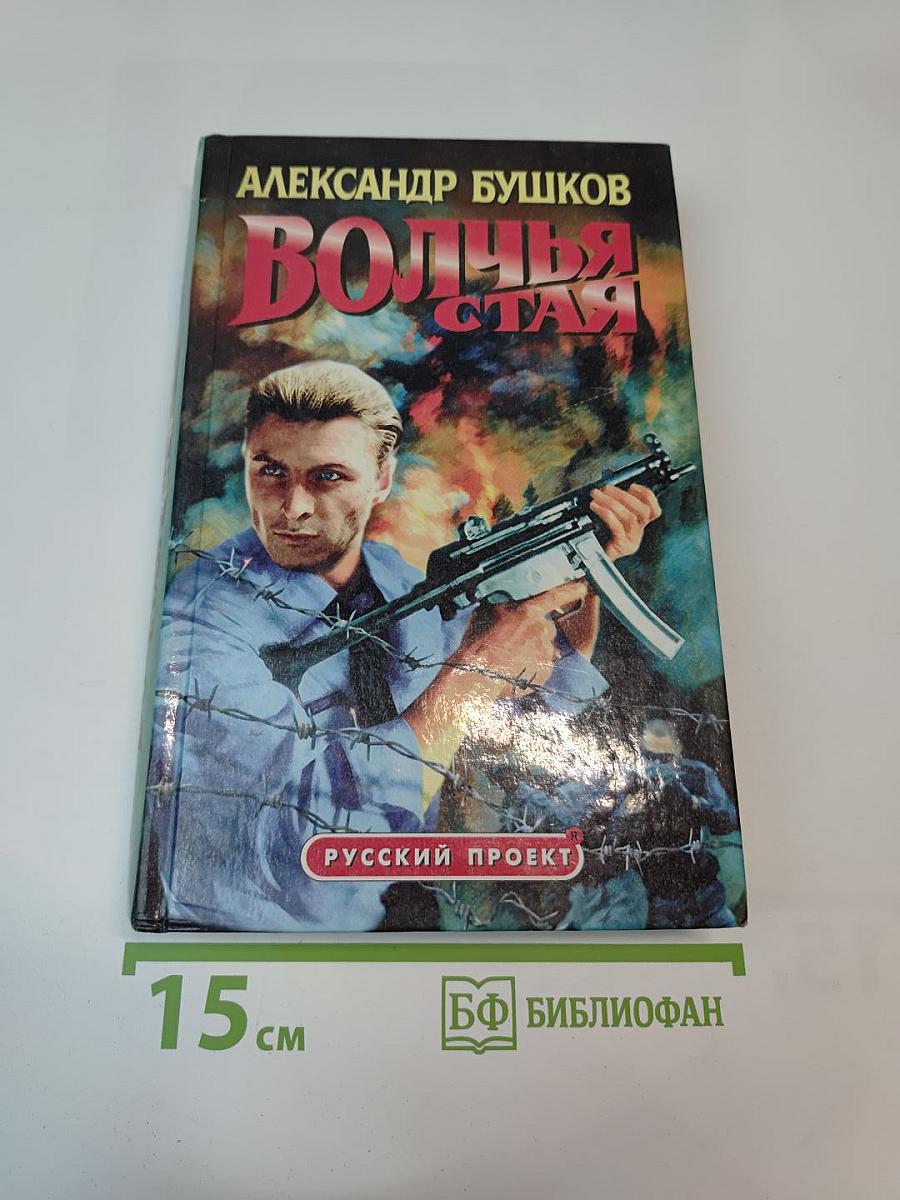 АЛЕКСАНДР БУШКОВ
ВОЛЧЬЯ
СТАЯ
РУССКИЙ ПРОЕКТ ®
15 см
БФ БИБЛИОФАН